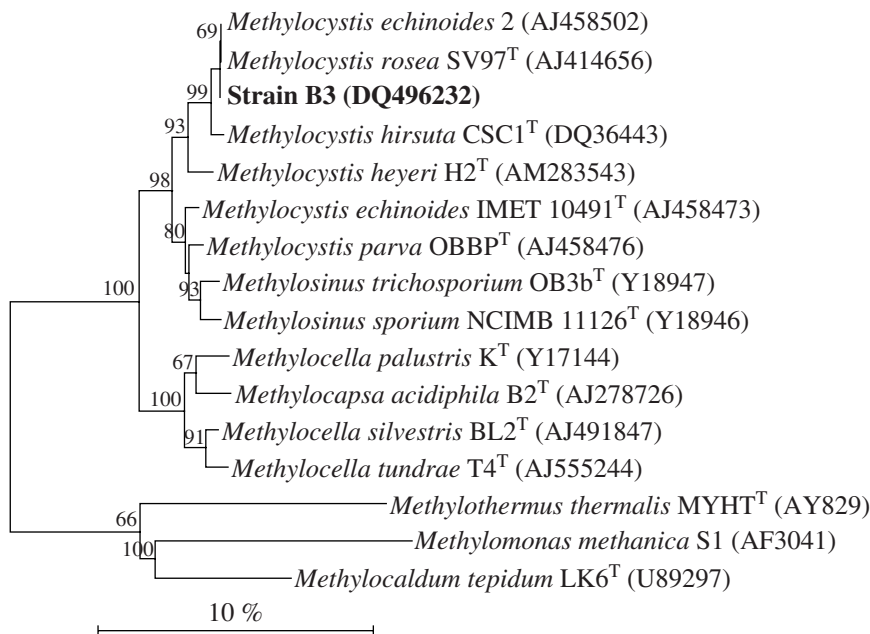 69
Methylocystis echinoides 2 (AJ458502)
Methylocystis rosea SV97ᵀ (AJ414656)
99
Strain B3 (DQ496232)
93
Methylocystis hirsuta CSC1ᵀ (DQ36443)
98
Methylocystis heyeri H2ᵀ (AM283543)
Methylocystis echinoides IMET 10491ᵀ (AJ458473)
80
Methylocystis parva OBBPᵀ (AJ458476)
100
93
Methylosinus trichosporium OB3bᵀ (Y18947)
Methylosinus sporium NCIMB 11126ᵀ (Y18946)
67
Methylocella palustris Kᵀ (Y17144)
100
Methylocapsa acidiphila B2ᵀ (AJ278726)
91
Methylocella silvestris BL2ᵀ (AJ491847)
Methylocella tundrae T4ᵀ (AJ555244)
66
Methylothermus thermalis MYHTᵀ (AY829)
100
Methylomonas methanica S1 (AF3041)
Methylocaldum tepidum LK6ᵀ (U89297)
10 %